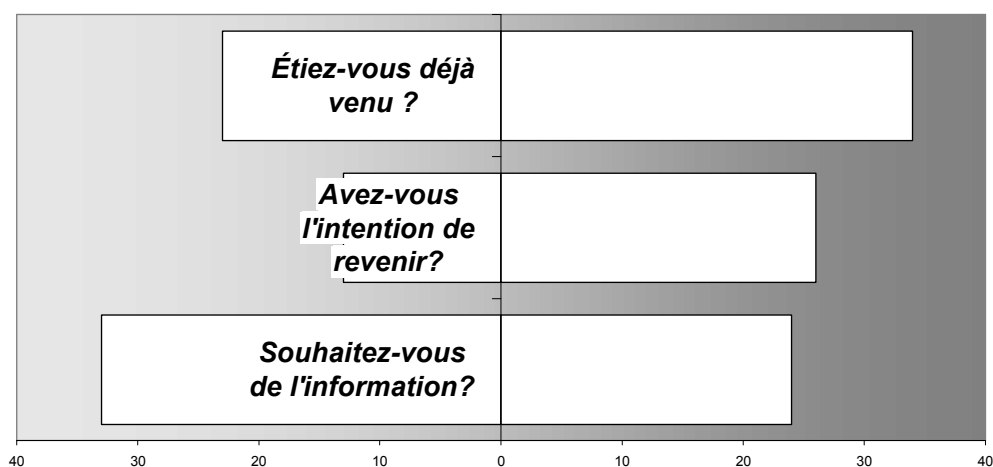 Étiez-vous déjà
venu ?
Avez-vous
l'intention de
revenir?
Souhaitez-vous
de l'information?
40 30 20 10 0 10 20 30 40